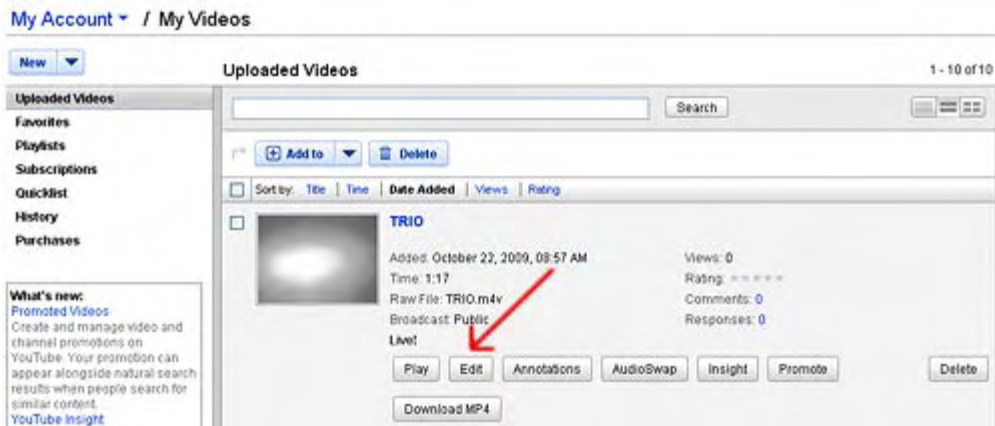 My Account / My Videos
New
Uploaded Videos
Favorites
Playlists
Subscriptions
Quicklist
History
Purchases
What's new:
Promoted Videos
Create and manage video and
channel promotions on
YouTube. Your promotion can
appear alongside natural search
results when people search for
similar content.
YouTube Insight
Uploaded Videos
1 - 10 of 10
Search
Add to
Delete
Sort by: Title | Time | Date Added | Views | Rating
TRIO
Added: October 22, 2009, 08:57 AM
Time: 1:17
Raw File: TRIO.m4v
Broadcast: Public
Live!
Views: 0
Rating:
Comments: 0
Responses: 0
Play
Edit
Annotations
AudioSwap
Insight
Promote
Delete
Download MP4